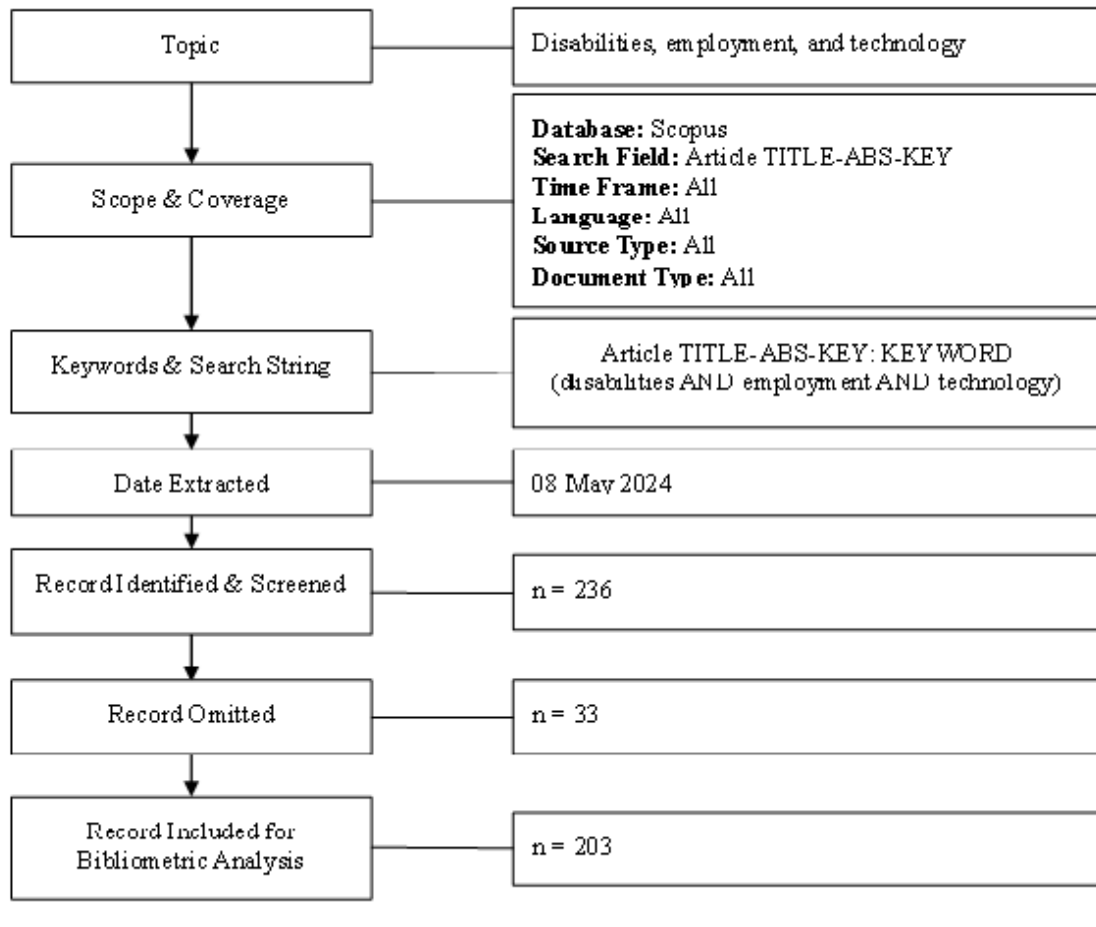 Topic
Disabilities, employment, and technology
Scope & Coverage
Database: Scopus
Search Field: Article TITLE-ABS-KEY
Time Frame: All
Language: All
Source Type: All
Document Type: All
Keywords & Search String
Article TITLE-ABS-KEY: KEYWORD
(disabilities AND employment AND technology)
Date Extracted
08 May 2024
Record Identified & Screened
n = 236
Record Omitted
n = 33
Record Included for
Bibliometric Analysis
n = 203